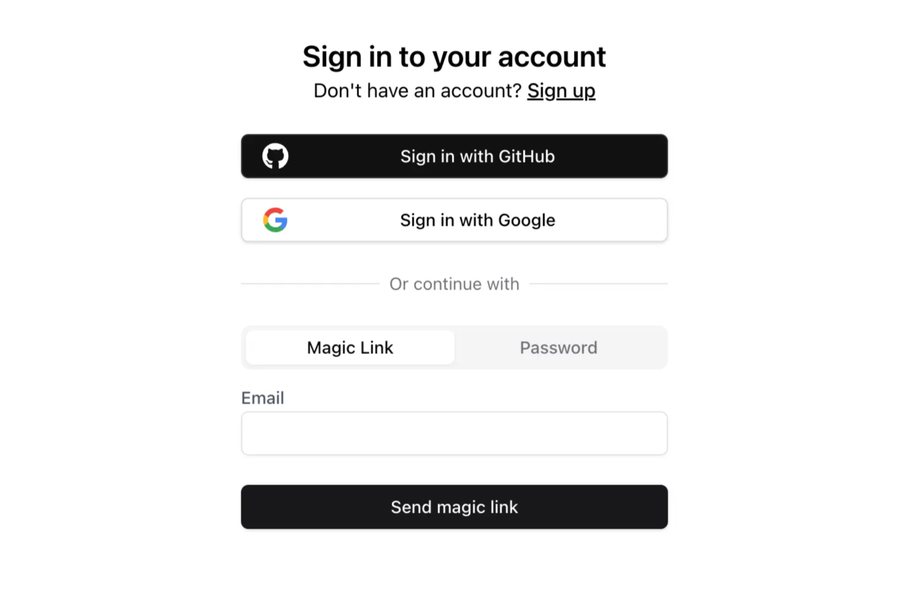 Sign in to your account
Don't have an account? Sign up
Sign in with GitHub
Sign in with Google
Or continue with
Magic Link
Password
Email
Send magic link